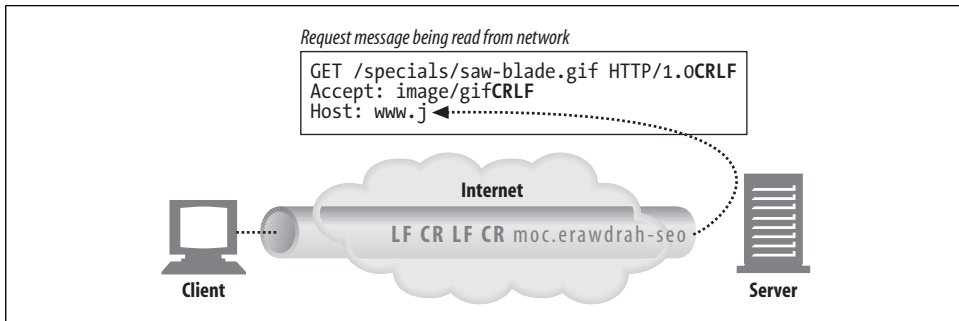 Request message being read from network
GET /specials/saw-blade.gif HTTP/1.0CRLF
Accept: image/gifCRLF
Host: www.j
Internet
LF CR LF CR moc.erawdrah-seo
Client
Server